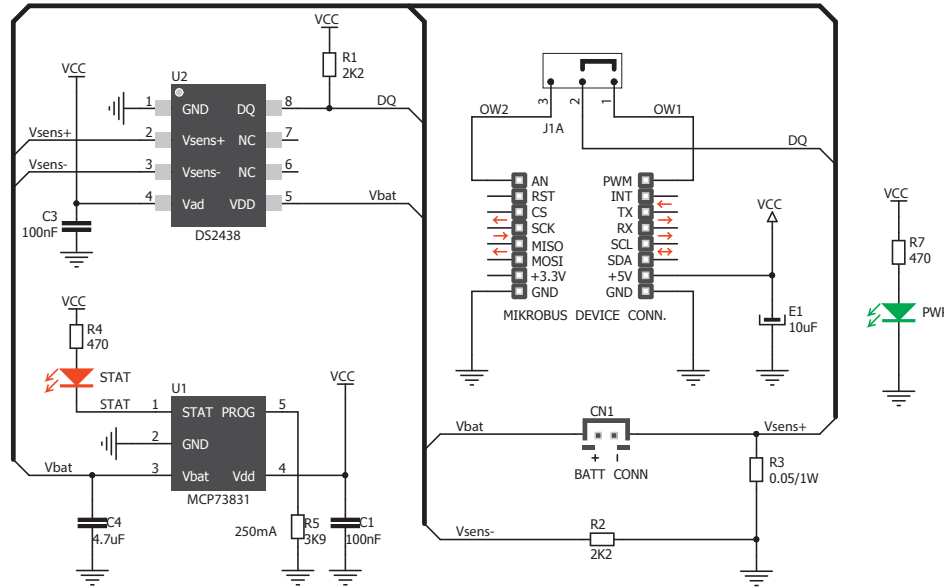 VCC
R1
2K2
VCC
U2
1
GND
DQ
8
DQ
Vsens+
2
Vsens+
NC
7
Vsens-
3
Vsens-
NC
6
4
Vad
VDD
5
Vbat
DS2438
C3
100nF
3
2
1
OW2
J1A
OW1
DQ
AN
PWM
RST
INT
CS
TX
SCK
RX
MISO
SCL
MOSI
SDA
+3.3V
+5V
GND
GND
MIKROBUS DEVICE CONN.
VCC
E1
10uF
VCC
R7
470
PWR
VCC
R4
470
STAT
STAT
U1
1
STAT
PROG
5
2
GND
Vbat
3
Vbat
Vdd
4
MCP73831
VCC
C4
4.7uF
250mA
R5
3K9
C1
100nF
Vbat
CN1
+
–
BATT CONN
Vsens+
R3
0.05/1W
Vsens-
R2
2K2